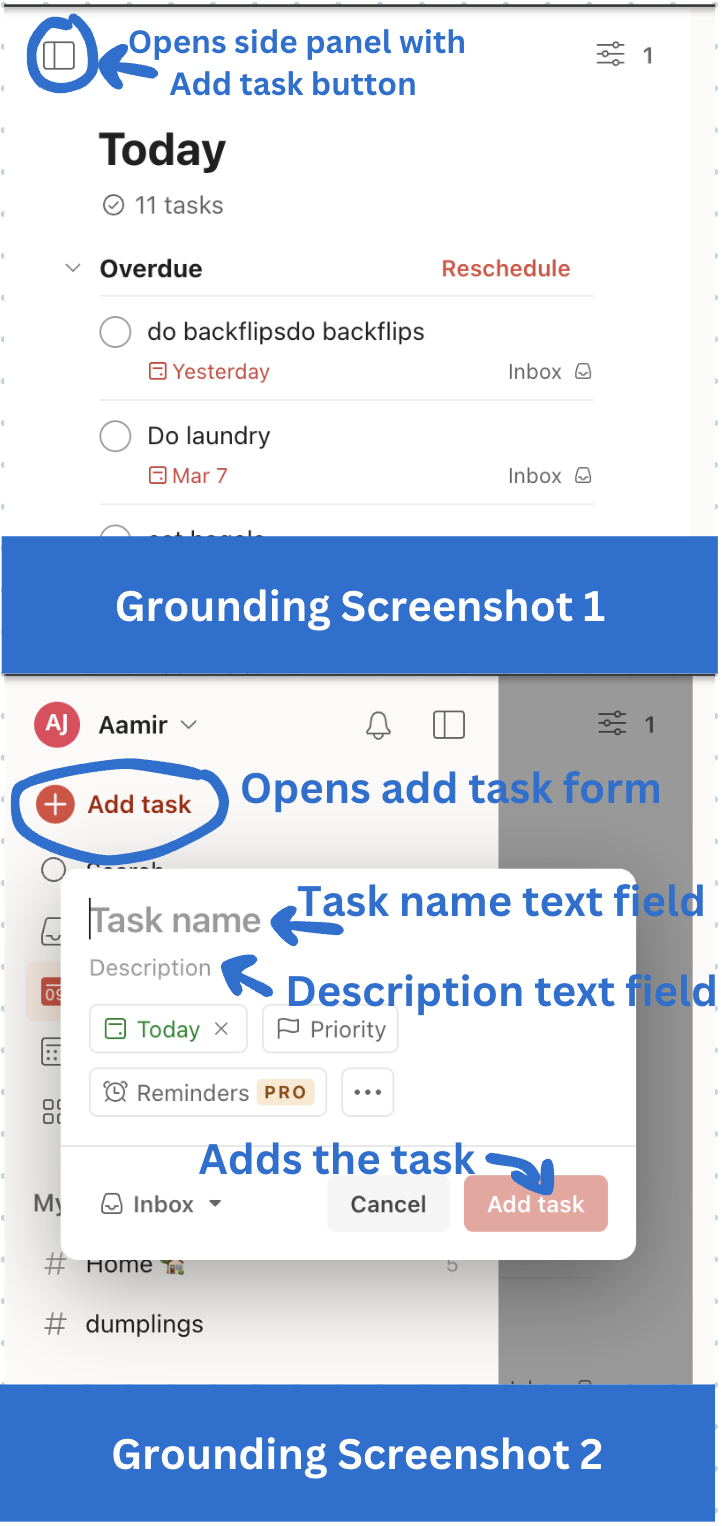 Opens side panel with
Add task button
1
Today
11 tasks
Overdue
Reschedule
do backflipsdo backflips
Yesterday
Inbox
Do laundry
Mar 7
Inbox
Grounding Screenshot 1
AJ
Aamir
1
Add task
Opens add task form
Search
Task name
Task name text field
Description
Description text field
09
Today
Priority
Reminders
PRO
Adds the task
My
Inbox
Cancel
Add task
# Home
5
# dumplings
Grounding Screenshot 2